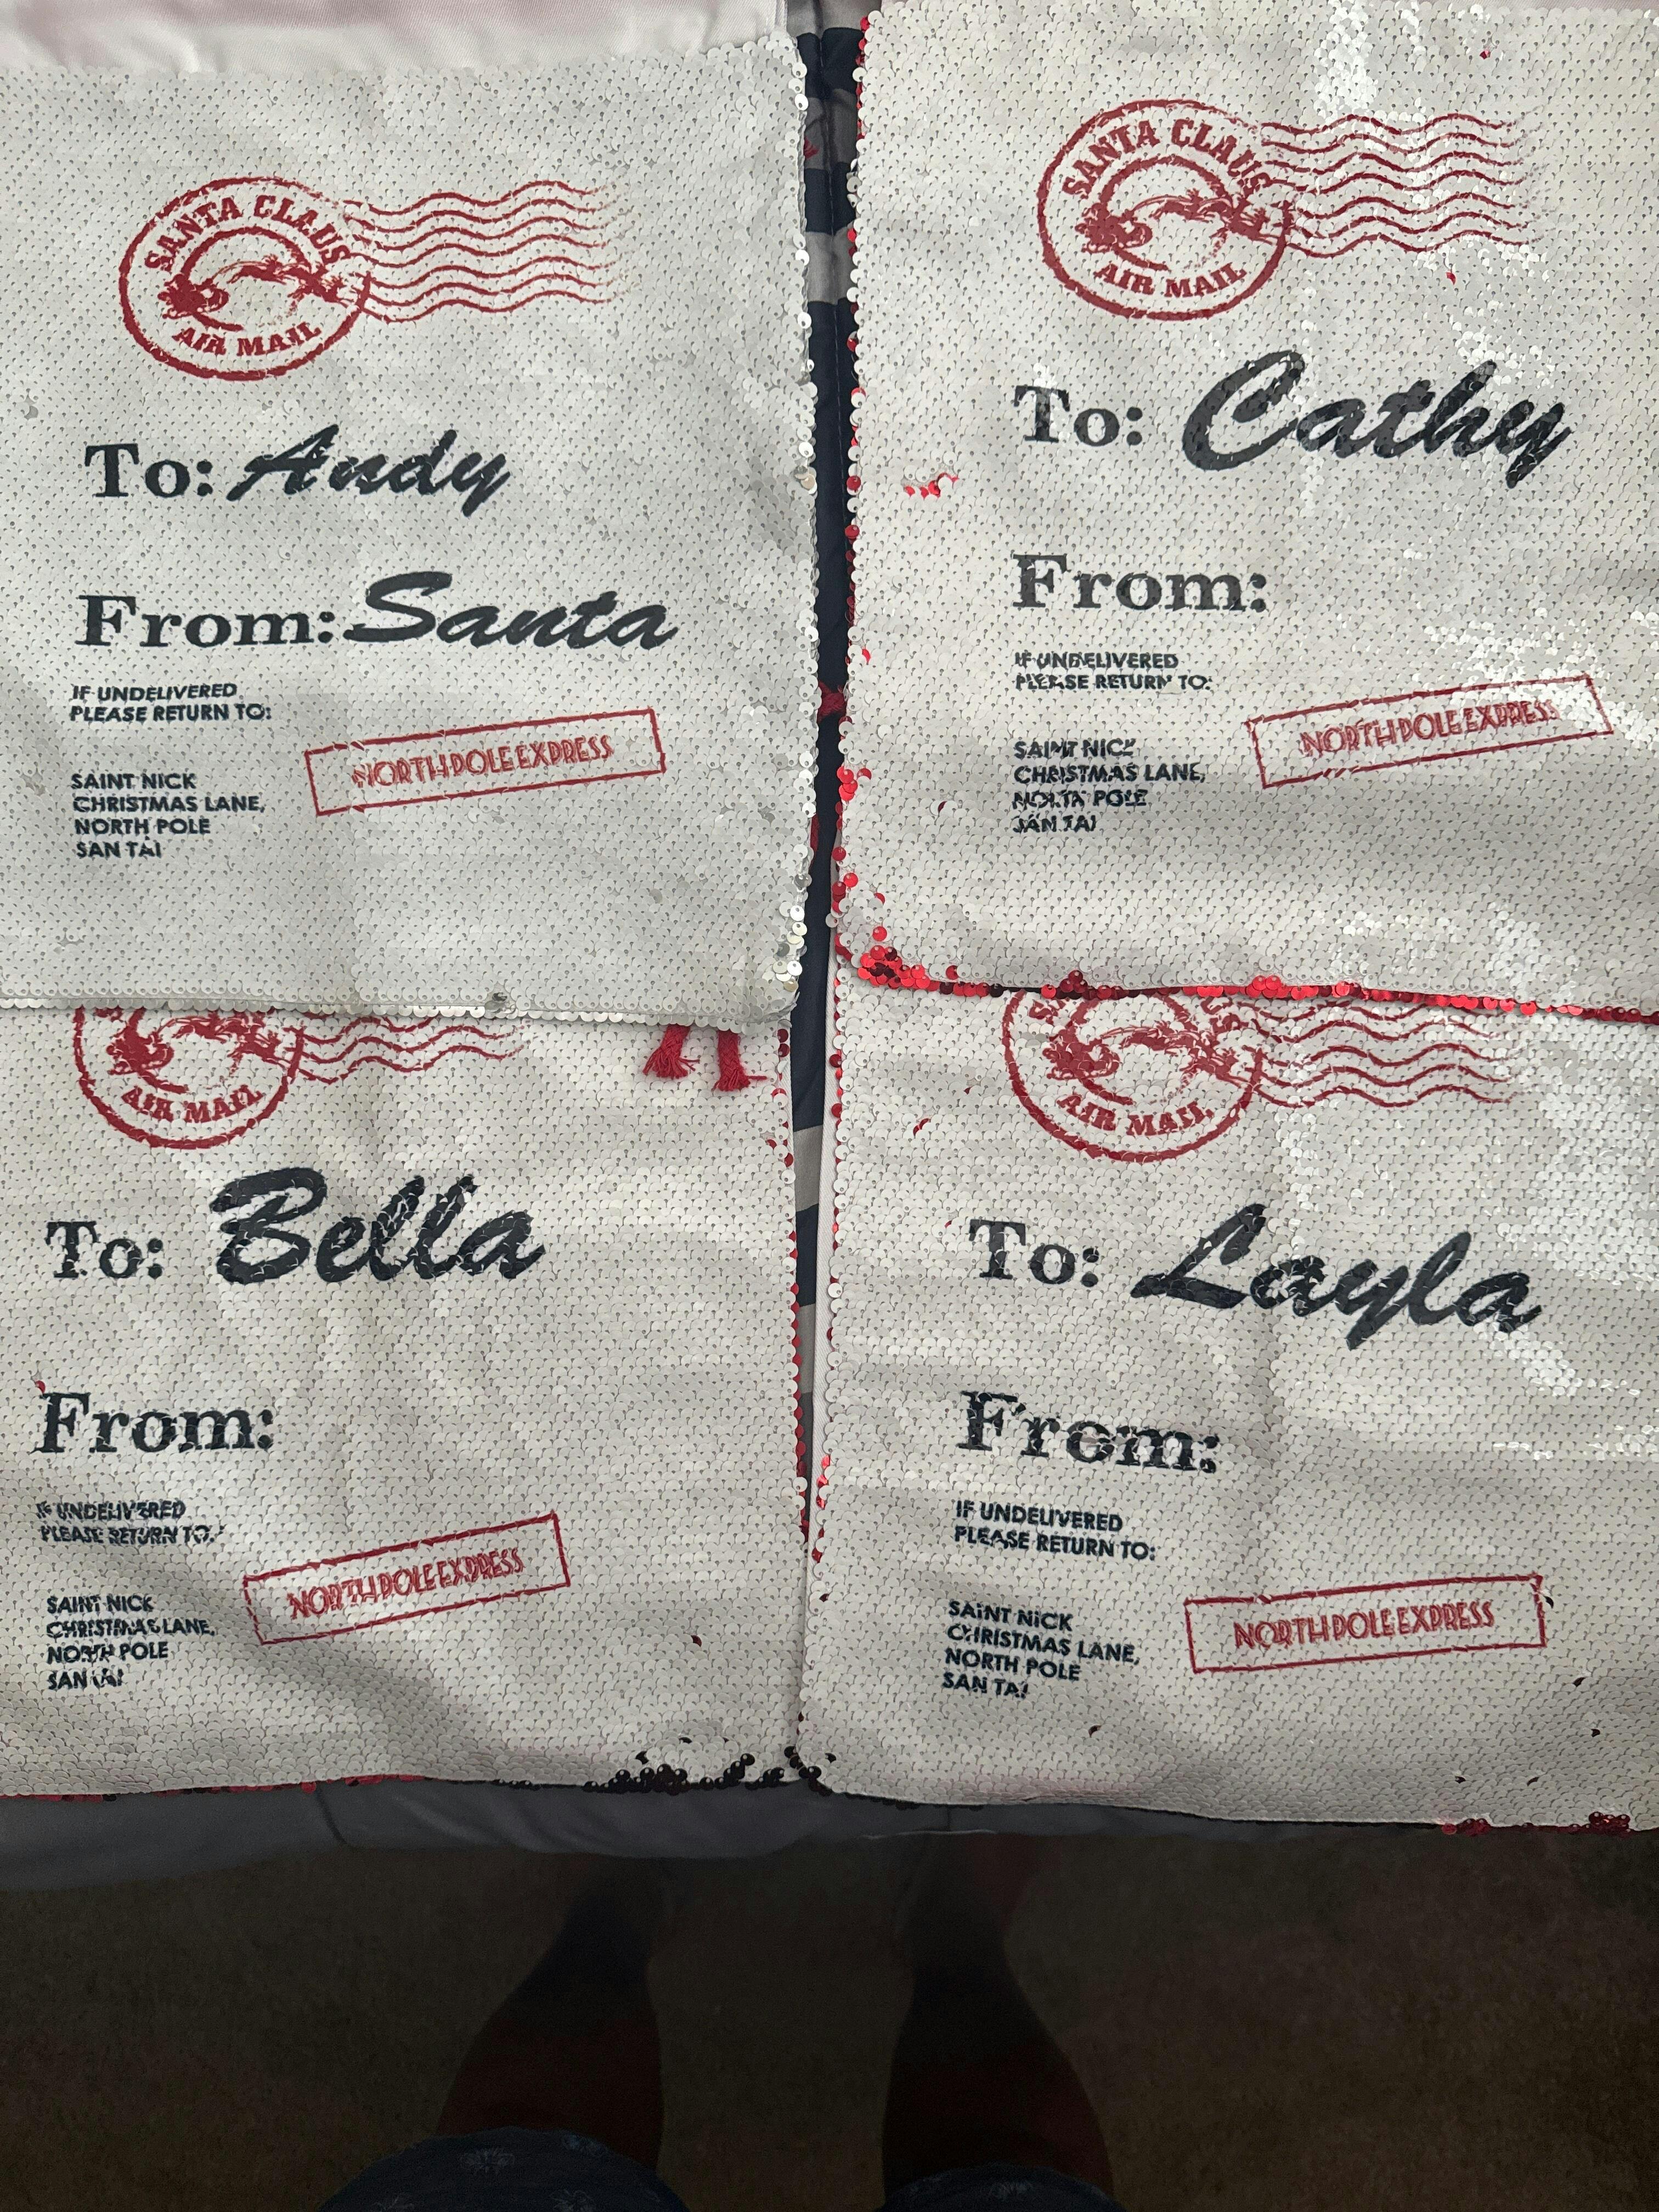 SANTA CLAUS
AIR MAIL
To: Andy
From: Santa
IF UNDELIVERED
PLEASE RETURN TO:
NORTH POLE EXPRESS
SAINT NICK
CHRISTMAS LANE,
NORTH POLE
SAN TA1
SANTA CLAUS
AIR MAIL
To: Cathy
From:
IF UNDELIVERED
PLEASE RETURN TO:
NORTH POLE EXPRESS
SAINT NICK
CHRISTMAS LANE,
NORTH POLE
SAN TA1
AIR MAIL
To: Bella
From:
IF UNDELIVERED
PLEASE RETURN TO:
NORTH POLE EXPRESS
SAINT NICK
CHRISTMAS LANE,
NORTH POLE
SAN TA1
AIR MAIL
To: Layla
From:
IF UNDELIVERED
PLEASE RETURN TO:
NORTH POLE EXPRESS
SAINT NICK
CHRISTMAS LANE,
NORTH POLE
SAN TA1